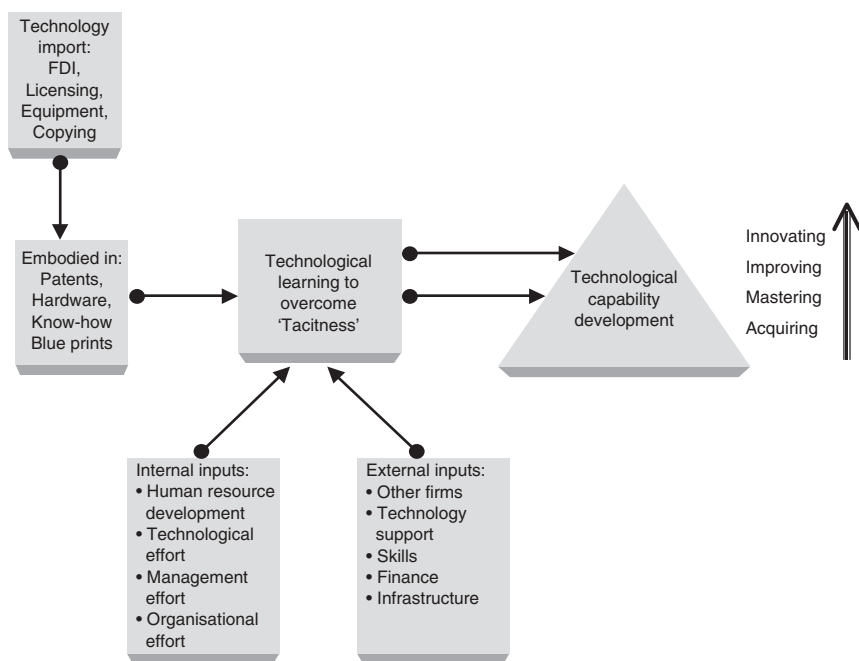 Technology
import:
FDI,
Licensing,
Equipment,
Copying
Embodied in:
Patents,
Hardware,
Know-how
Blue prints
Technological
learning to
overcome
‘Tacitness’
Technological
capability
development
Innovating
Improving
Mastering
Acquiring
Internal inputs:
• Human resource
development
• Technological
effort
• Management
effort
• Organisational
effort
External inputs:
• Other firms
• Technology
support
• Skills
• Finance
• Infrastructure